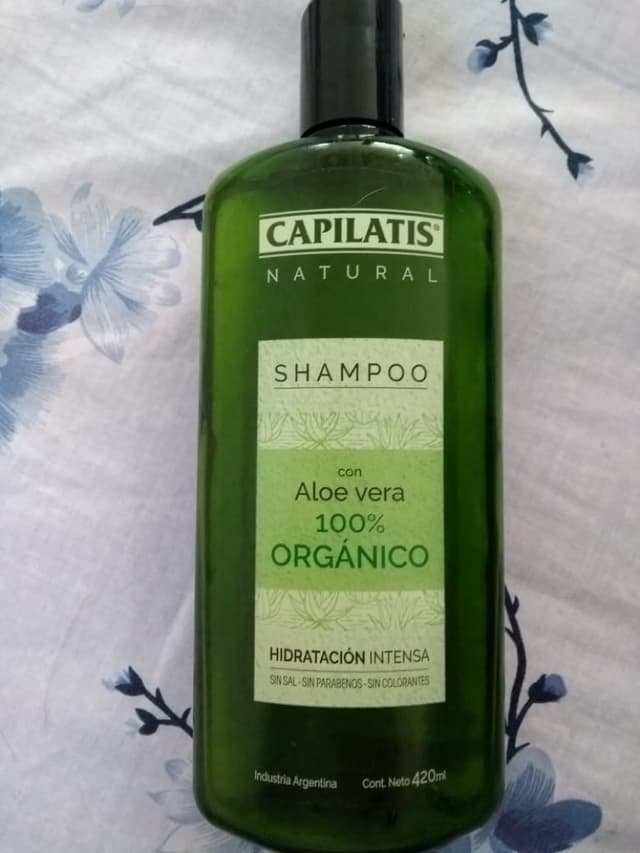 CAPILATIS®
NATURAL
SHAMPOO
con
Aloe vera
100%
ORGÁNICO
HIDRATACIÓN INTENSA
SIN SAL - SIN PARABENOS - SIN COLORANTES
Industria Argentina Cont. Neto 420ml